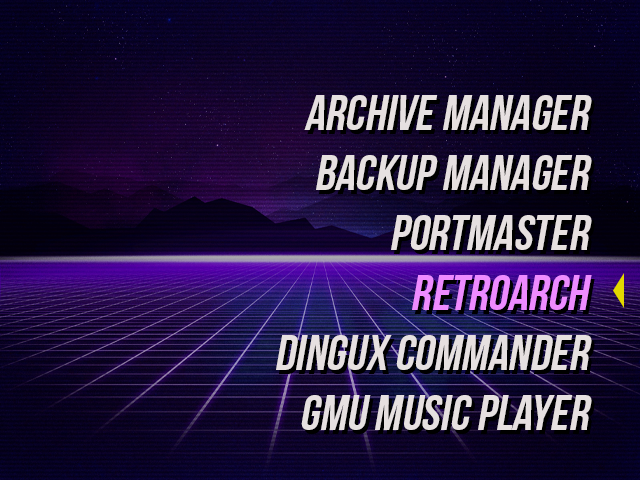 ARCHIVE MANAGER
BACKUP MANAGER
PORTMASTER
RETROARCH
DINGUX COMMANDER
GMU MUSIC PLAYER